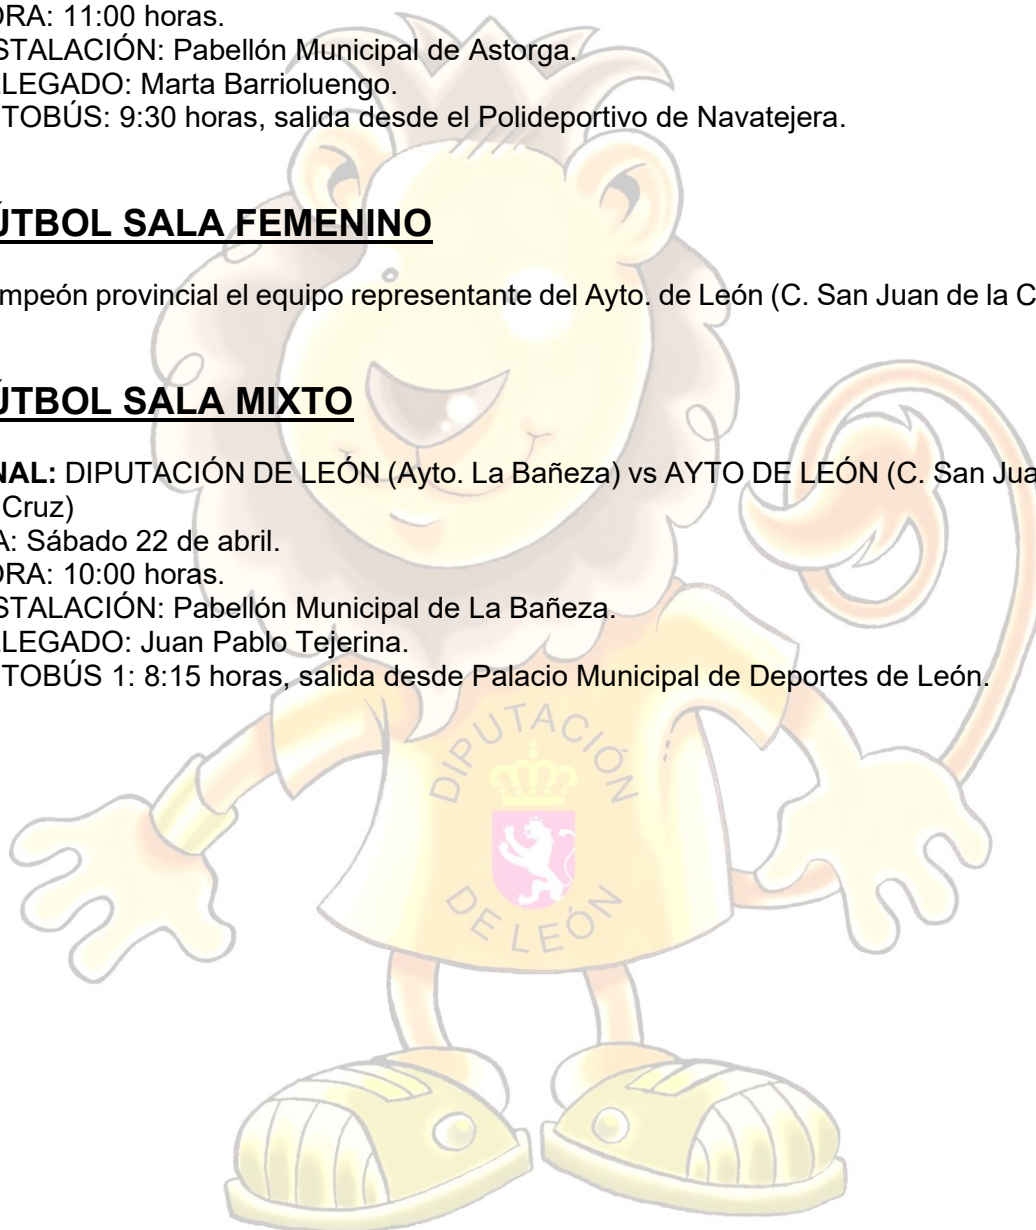 ORA: 11:00 horas.
STALACIÓN: Pabellón Municipal de Astorga.
LEGADO: Marta Barrioluengo.
TOBÚS: 9:30 horas, salida desde el Polideportivo de Navatejera.
ÚTBOL SALA FEMENINO
mpeón provincial el equipo representante del Ayto. de León (C. San Juan de la C
ÚTBOL SALA MIXTO
NAL: DIPUTACIÓN DE LEÓN (Ayto. La Bañeza) vs AYTO DE LEÓN (C. San Jua
Cruz)
A: Sábado 22 de abril.
ORA: 10:00 horas.
STALACIÓN: Pabellón Municipal de La Bañeza.
LEGADO: Juan Pablo Tejerina.
TOBÚS 1: 8:15 horas, salida desde Palacio Municipal de Deportes de León.
DIPUTACIÓN
DE LEÓN